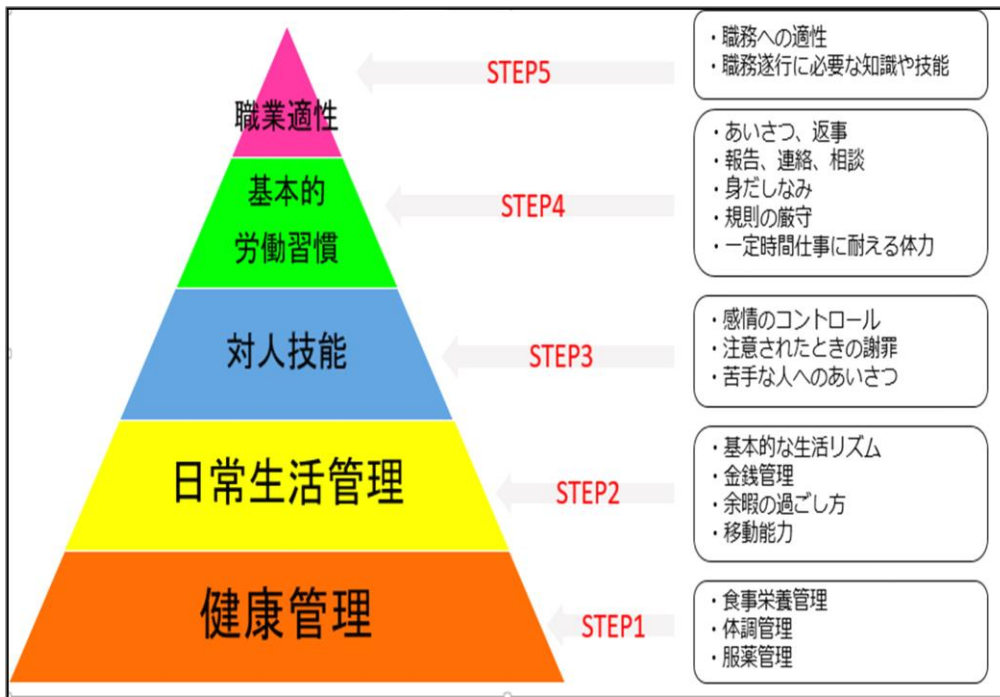 職業適性
STEP5
・職務への適性
・職務遂行に必要な知識や技能
基本的
労働習慣
STEP4
・あいさつ、返事
・報告、連絡、相談
・身だしなみ
・規則の厳守
・一定時間仕事に耐える体力
対人技能
STEP3
・感情のコントロール
・注意されたときの謝罪
・苦手な人へのあいさつ
日常生活管理
STEP2
・基本的な生活リズム
・金銭管理
・余暇の過ごし方
・移動能力
健康管理
STEP1
・食事栄養管理
・体調管理
・服薬管理